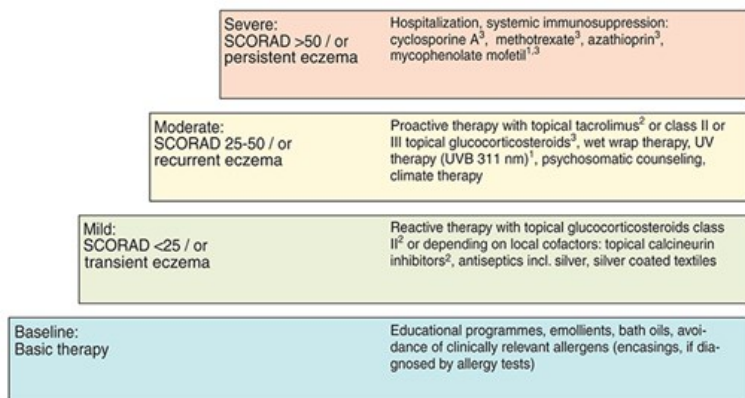 Severe:
SCORAD >50 / or
persistent eczema
Hospitalization, systemic immunosuppression:
cyclosporine A³, methotrexate³, azathioprin³,
mycophenolate mofetil¹,³
Moderate:
SCORAD 25-50 / or
recurrent eczema
Proactive therapy with topical tacrolimus² or class II or
III topical glucocorticosteroids³, wet wrap therapy, UV
therapy (UVB 311 nm)¹, psychosomatic counseling,
climate therapy
Mild:
SCORAD <25 / or
transient eczema
Reactive therapy with topical glucocorticosteroids class
II² or depending on local cofactors: topical calcineurin
inhibitors², antiseptics incl. silver, silver coated textiles
Baseline:
Basic therapy
Educational programmes, emollients, bath oils, avoi-
dance of clinically relevant allergens (encasings, if dia-
gnosed by allergy tests)